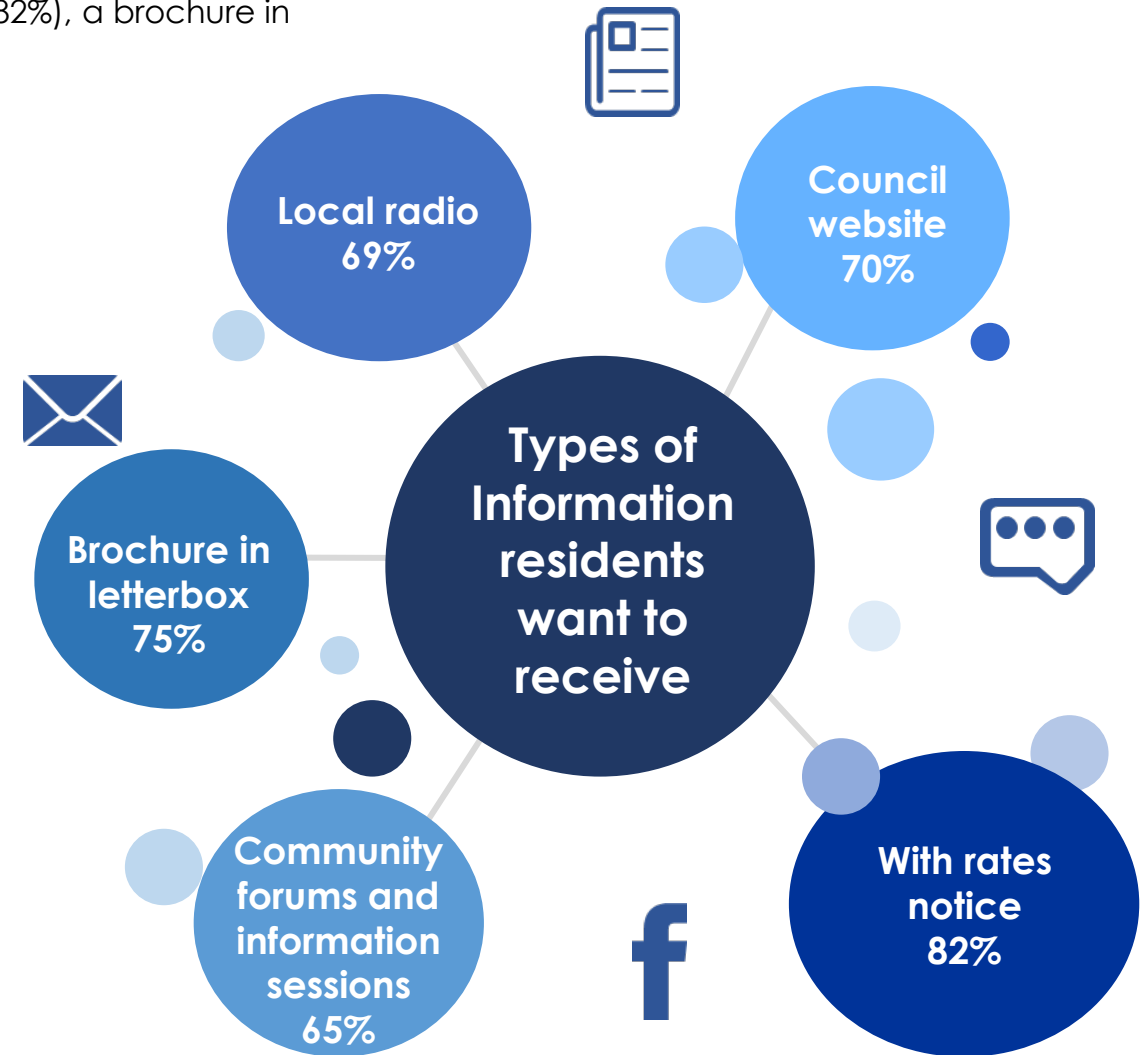 32%), a brochure in
Local radio
69%
Council
website
70%
Types of
Information
residents
want to
receive
Brochure in
letterbox
75%
Community
forums and
information
sessions
65%
With rates
notice
82%